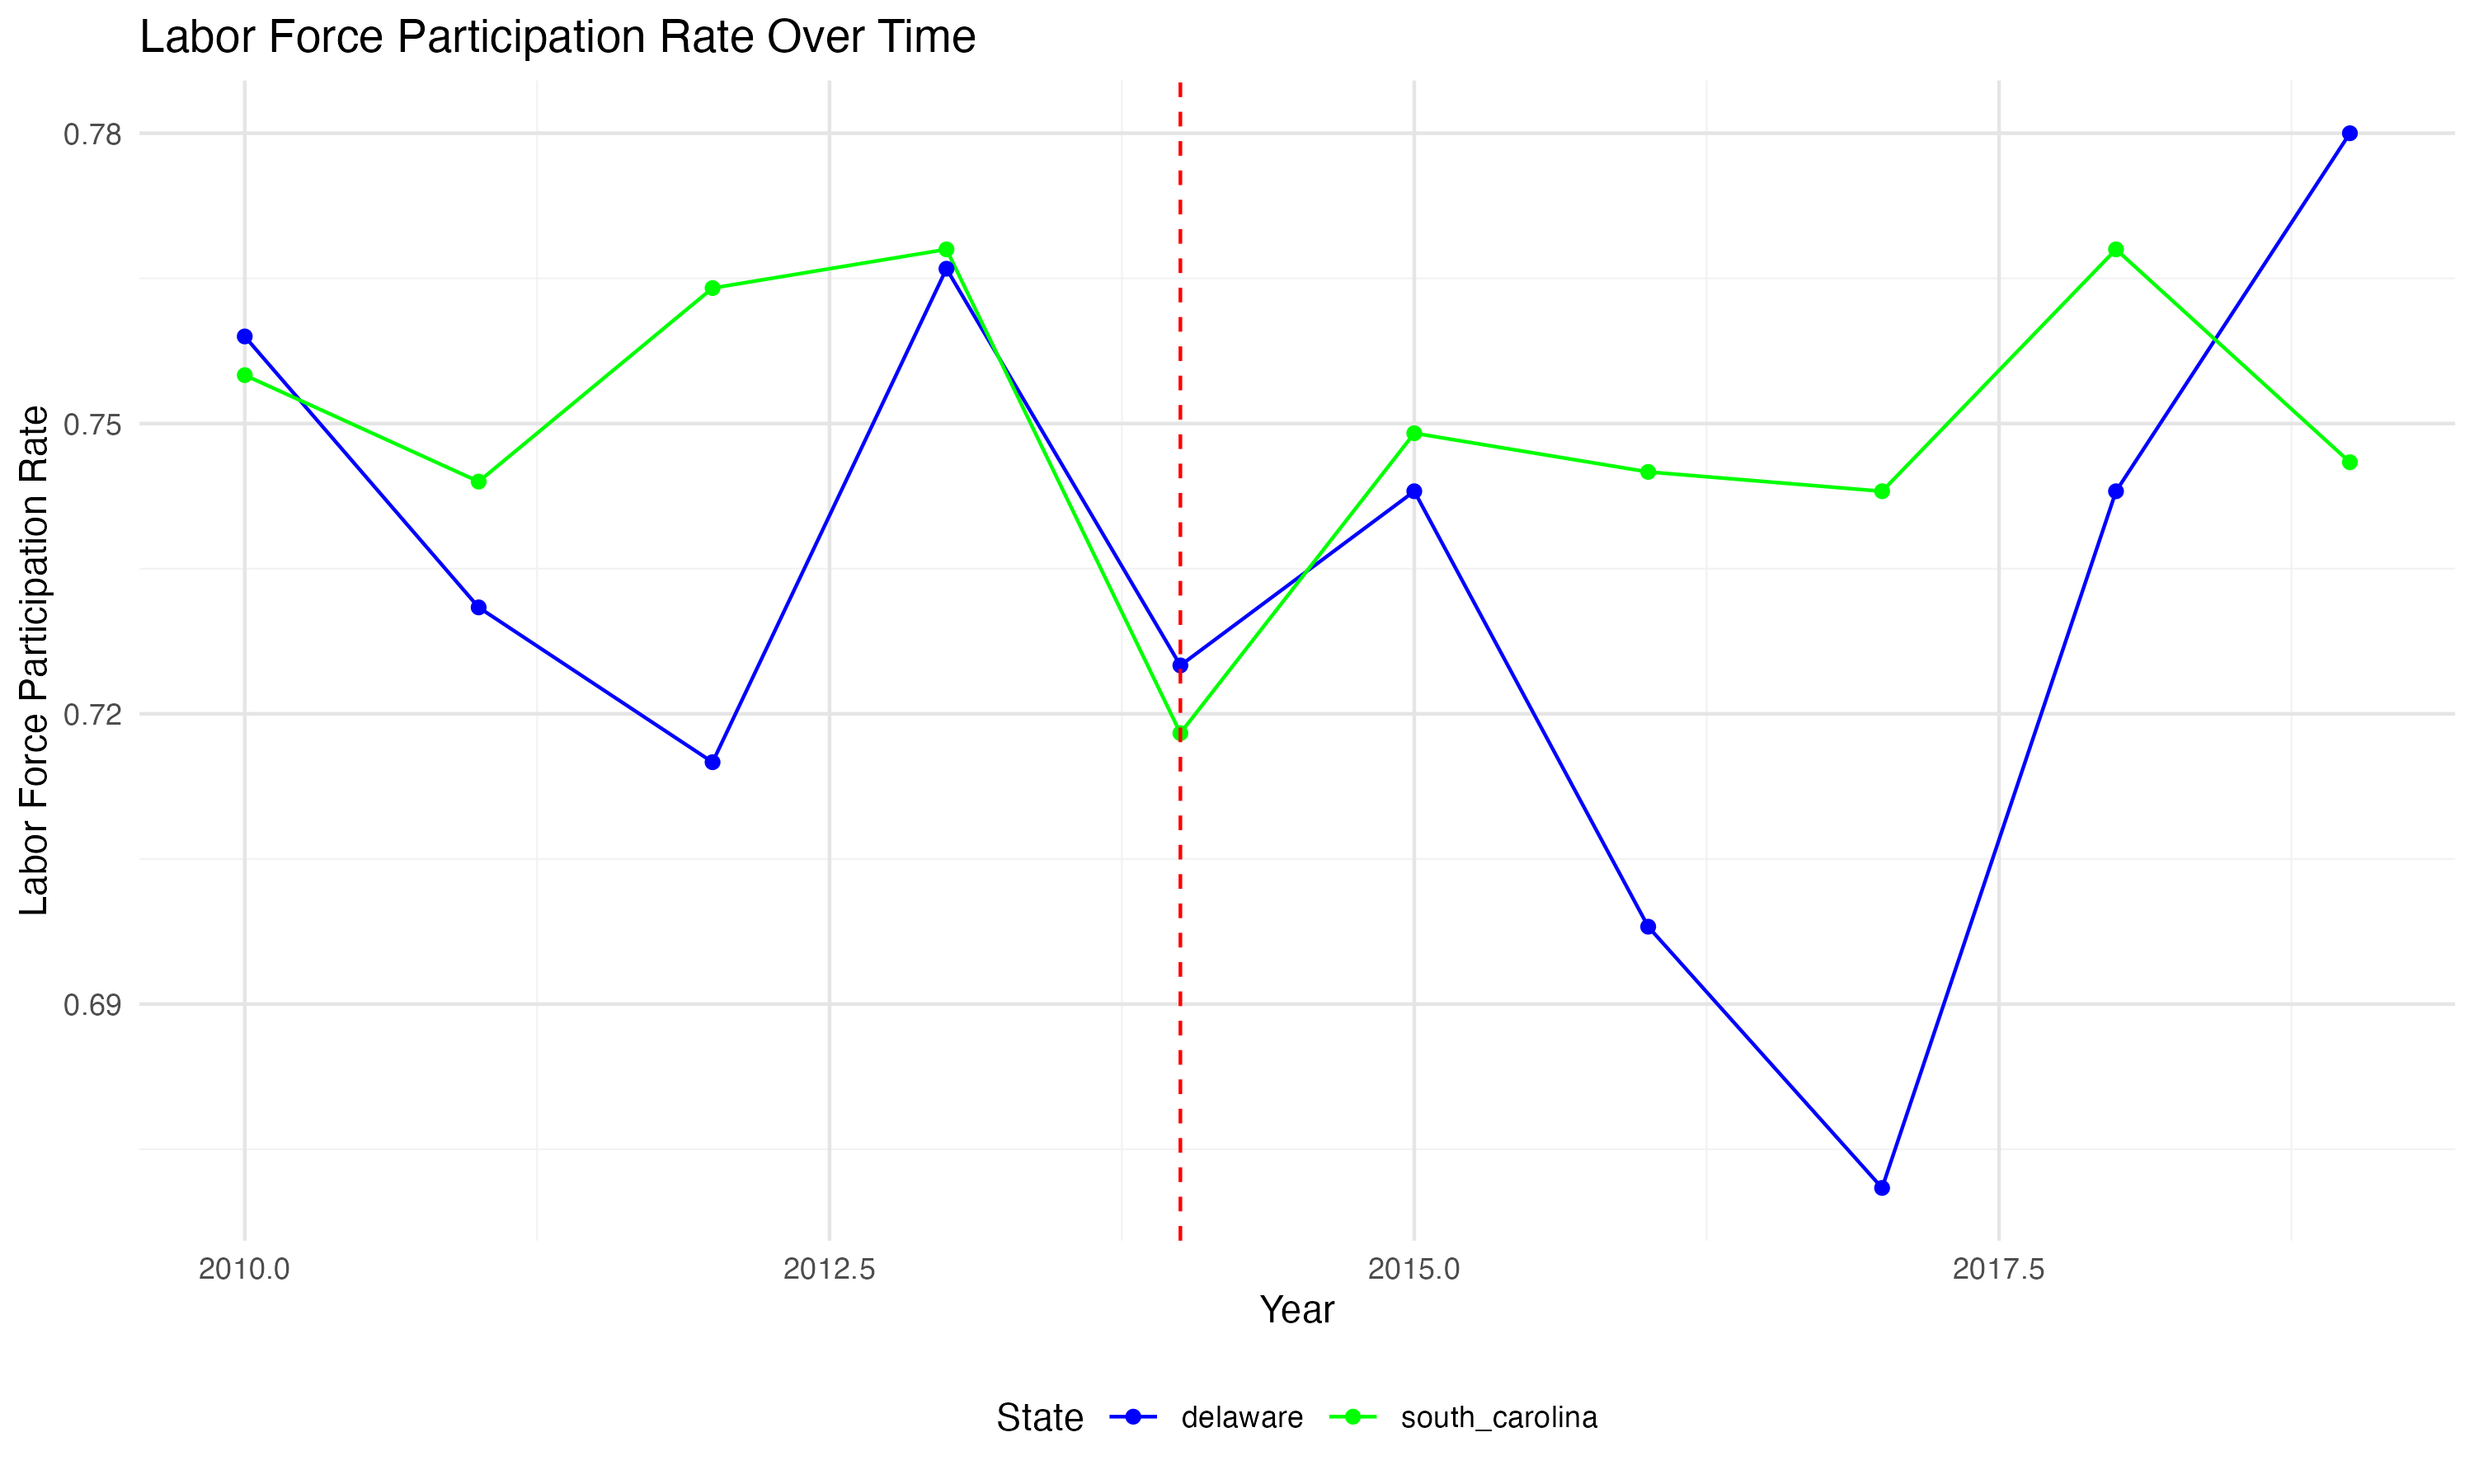 Labor Force Participation Rate Over Time
Labor Force Participation Rate
0.78
0.75
0.72
0.69
2010.0 2012.5 2015.0 2017.5
Year
State delaware south_carolina